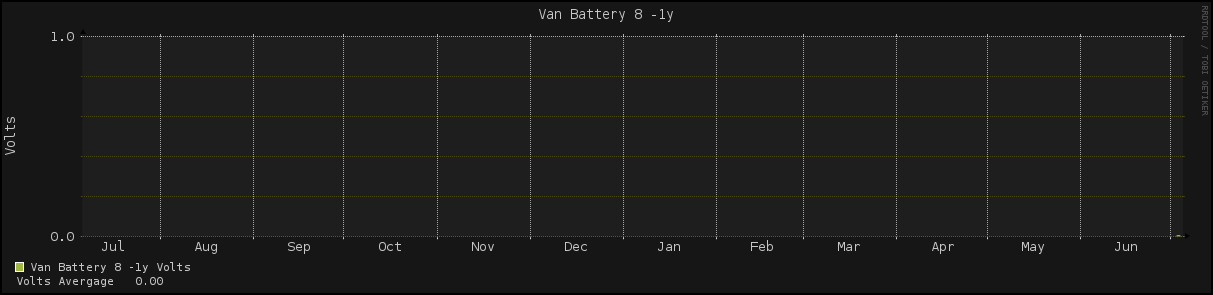 Van Battery 8 -1y
RRDTOOL / TOBI OETIKER
Volts
1.0
0.0
Jul Aug Sep Oct Nov Dec Jan Feb Mar Apr May Jun
Van Battery 8 -1y Volts
Volts Avergage 0.00